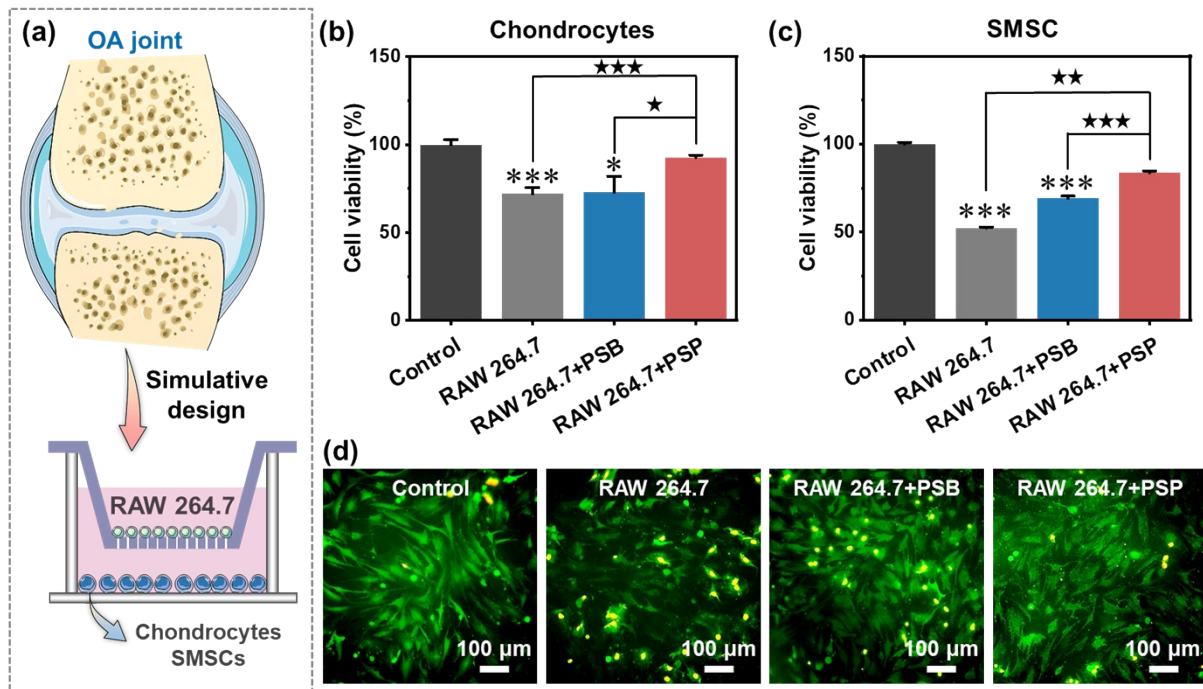 (a)
OA joint
Simulative
design
RAW 264.7
Chondrocytes
SMSCs
(b)
Chondrocytes
Cell viability (%)
150
100
50
0
★★★
★
***
*
Control
RAW 264.7
RAW 264.7+PSB
RAW 264.7+PSP
(c)
SMSC
Cell viability (%)
150
100
50
0
★★
★★★
***
***
Control
RAW 264.7
RAW 264.7+PSB
RAW 264.7+PSP
(d)
Control
100 μm
RAW 264.7
100 μm
RAW 264.7+PSB
100 μm
RAW 264.7+PSP
100 μm